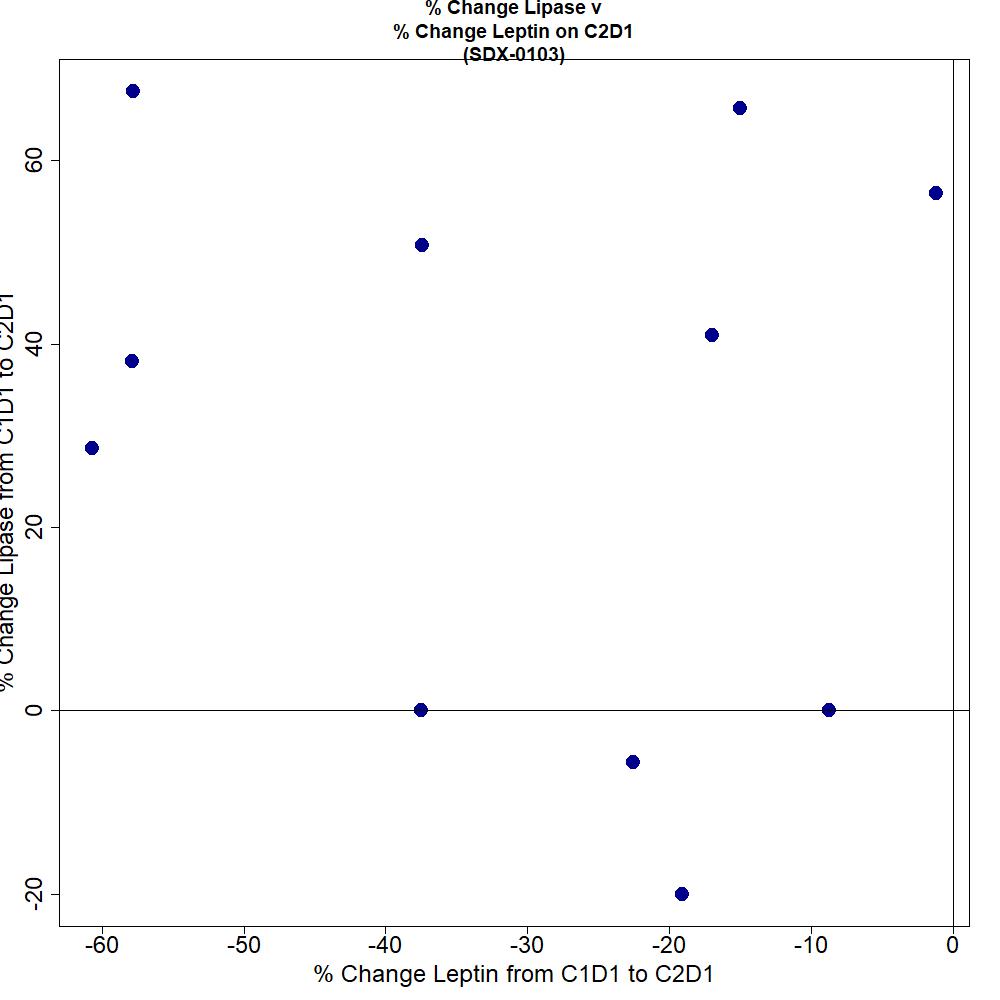 % Change Lipase v
% Change Leptin on C2D1
(SDX-0103)
% Change Lipase from C1D1 to C2D1
60
40
20
0
-20
-60
-50
-40
-30
-20
-10
0
% Change Leptin from C1D1 to C2D1